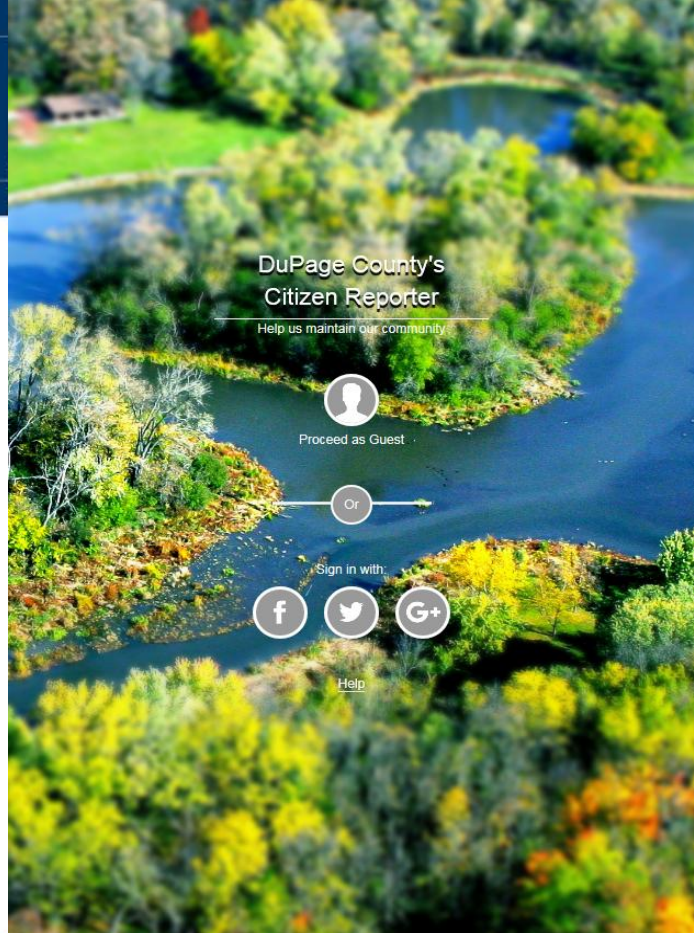 DuPage County's
Citizen Reporter
Help us maintain our community.
Proceed as Guest
Or
Sign in with:
f
G+
Help